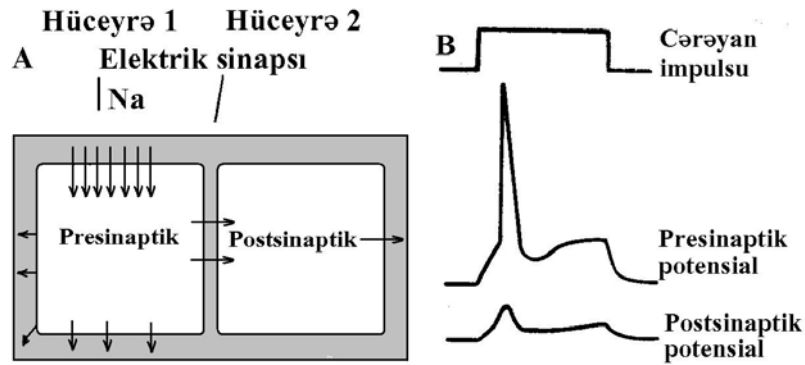 Hüceyrə 1 Hüceyrə 2
A Elektrik sinapsı
Na
Presinaptik
Postsinaptik
B
Cərəyan
impulsu
Presinaptik
potensial
Postsinaptik
potensial